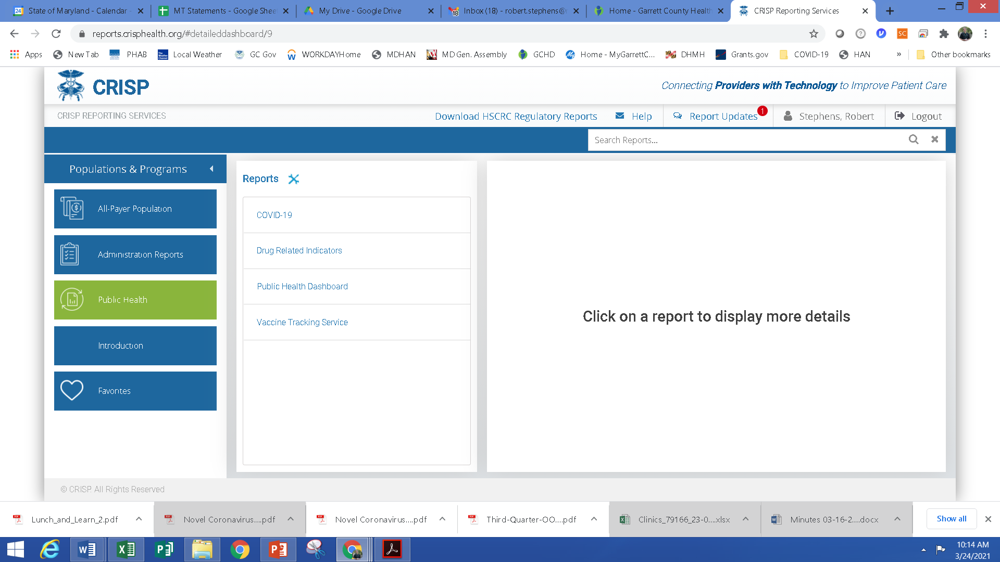 State of Maryland - Calendar -
MT Statements - Google Shee
My Drive - Google Drive
Inbox (18) - robert.stephens@
Home - Garrett County Health
CRISP Reporting Services
reports.crisphealth.org/#detaileddashboard/9
Apps
New Tab
PHAB
Local Weather
GC Gov
WORKDAYHome
MDHAN
MD Gen. Assembly
GCHD
Home - MyGarrettC...
DHMH
Grants.gov
COVID-19
HAN
»
Other bookmarks
CRISP
Connecting Providers with Technology to Improve Patient Care
CRISP REPORTING SERVICES
Download HSCRC Regulatory Reports
Help
Report Updates 1
Stephens, Robert
Logout
Search Reports...
Populations & Programs
All-Payer Population
Administration Reports
Public Health
Introduction
Favorites
Reports
COVID-19
Drug Related Indicators
Public Health Dashboard
Vaccine Tracking Service
Click on a report to display more details
© CRISP. All Rights Reserved
Lunch_and_Learn_2.pdf
Novel Coronavirus....pdf
Novel Coronavirus....pdf
Third-Quarter-OO....pdf
Clinics_79166_23-0....xlsx
Minutes 03-16-2....docx
Show all
10:14 AM
3/24/2021